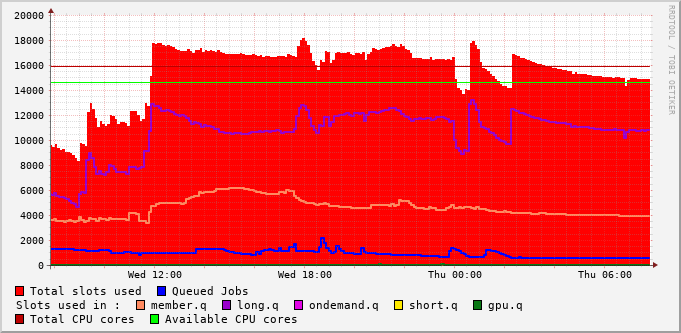 RRDTOOL / TOBI OETIKER
20000
18000
16000
14000
12000
10000
8000
6000
4000
2000
0
Wed 12:00 Wed 18:00 Thu 00:00 Thu 06:00
Total slots used Queued Jobs
Slots used in : member.q long.q ondemand.q short.q gpu.q
Total CPU cores Available CPU cores